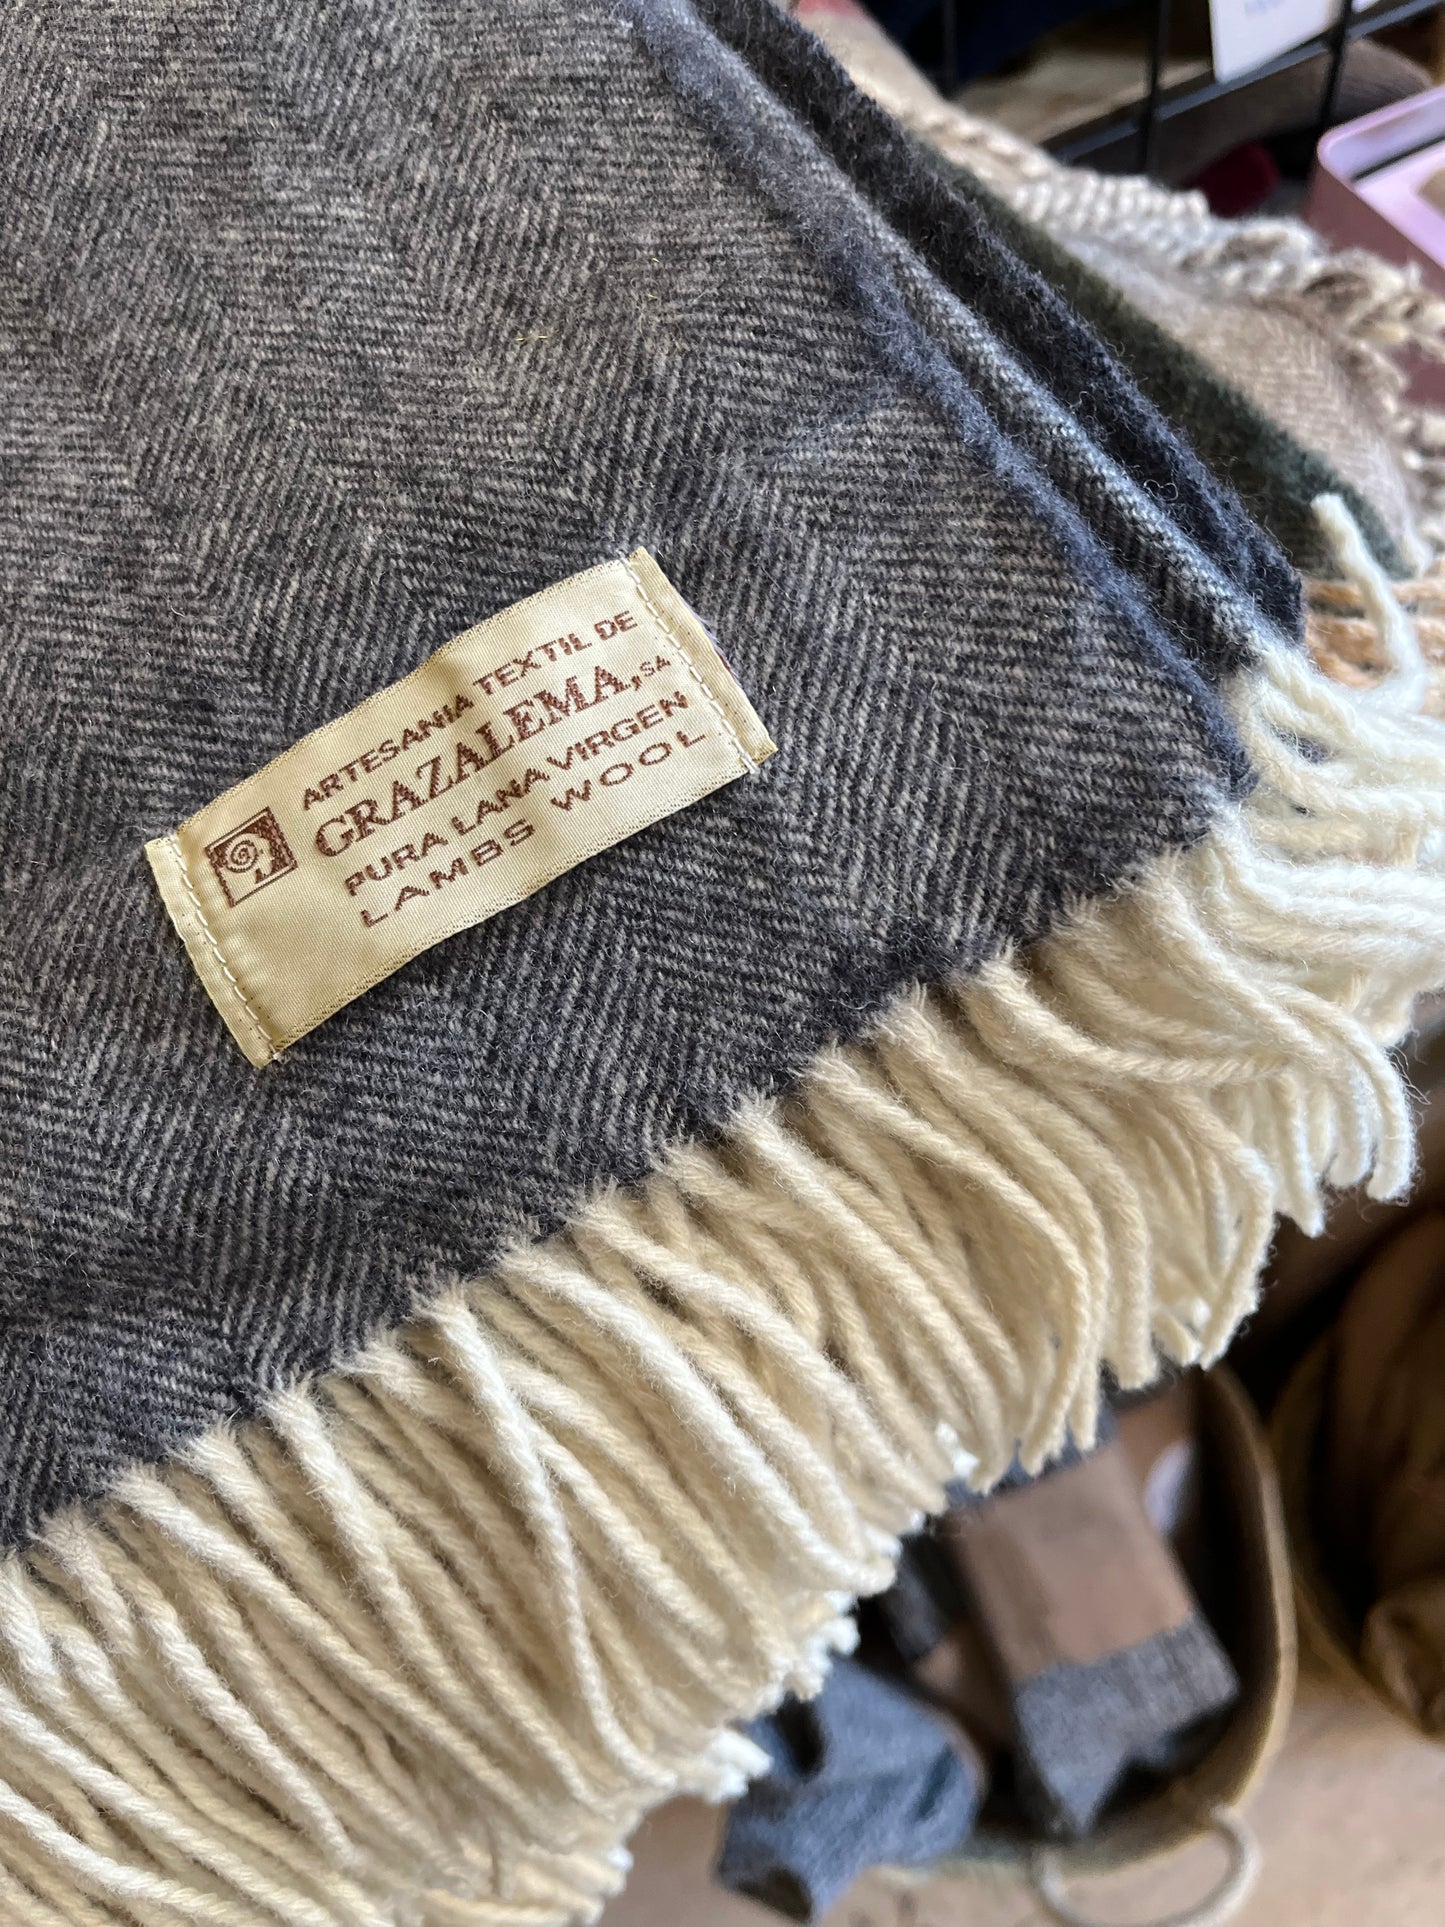 ARTESANIA TEXTIL DE
GRAZALEMA, SA
PURA LANA VIRGEN
LAMBS WOOL